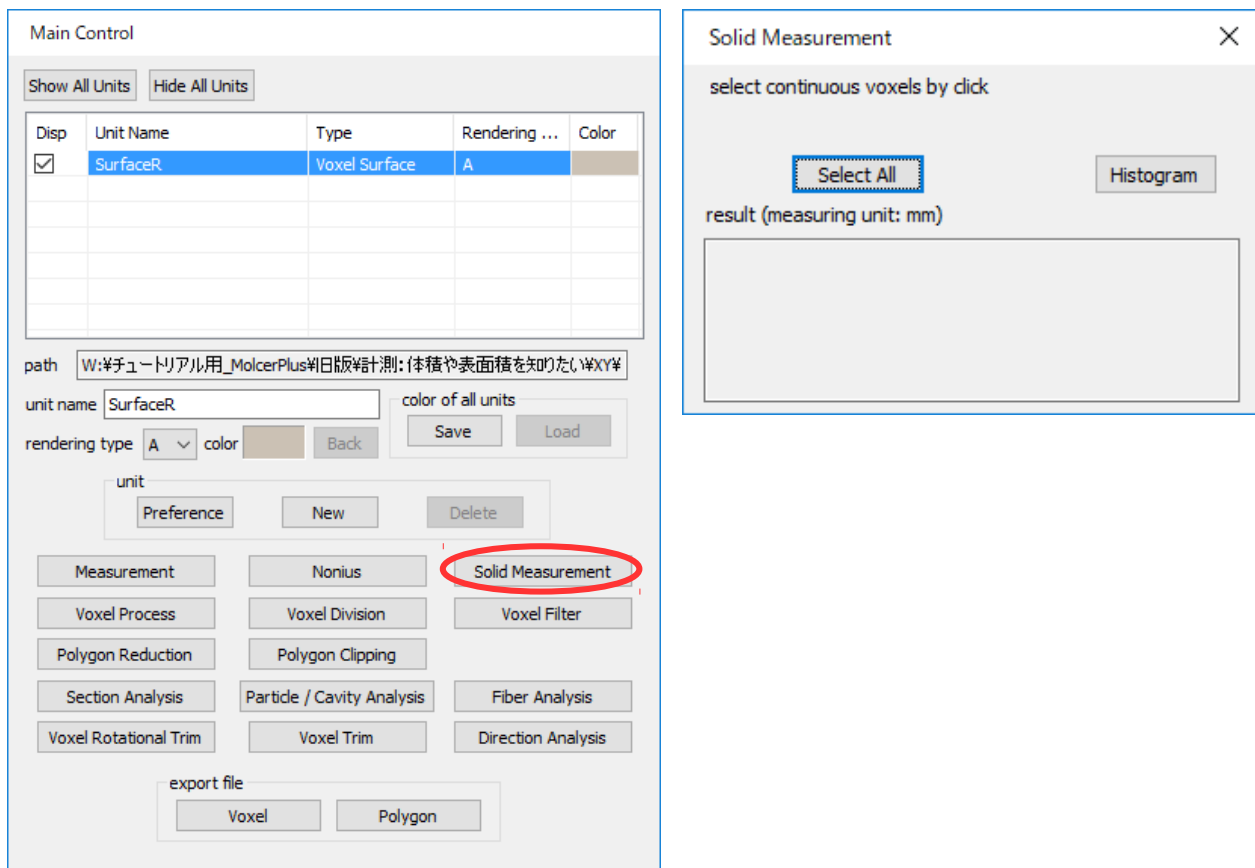 Main Control
Show All Units Hide All Units
Disp Unit Name Type Rendering ... Color
SurfaceR Voxel Surface A
path W:¥チュートリアル用_MolcerPlus¥旧版¥計測：体積や表面積を知りたい¥XY¥
unit name SurfaceR color of all units
Save Load
rendering type A color Back
unit
Preference New Delete
Measurement Nonius Solid Measurement
Voxel Process Voxel Division Voxel Filter
Polygon Reduction Polygon Clipping
Section Analysis Particle / Cavity Analysis Fiber Analysis
Voxel Rotational Trim Voxel Trim Direction Analysis
export file
Voxel Polygon
Solid Measurement
select continuous voxels by click
Select All Histogram
result (measuring unit: mm)